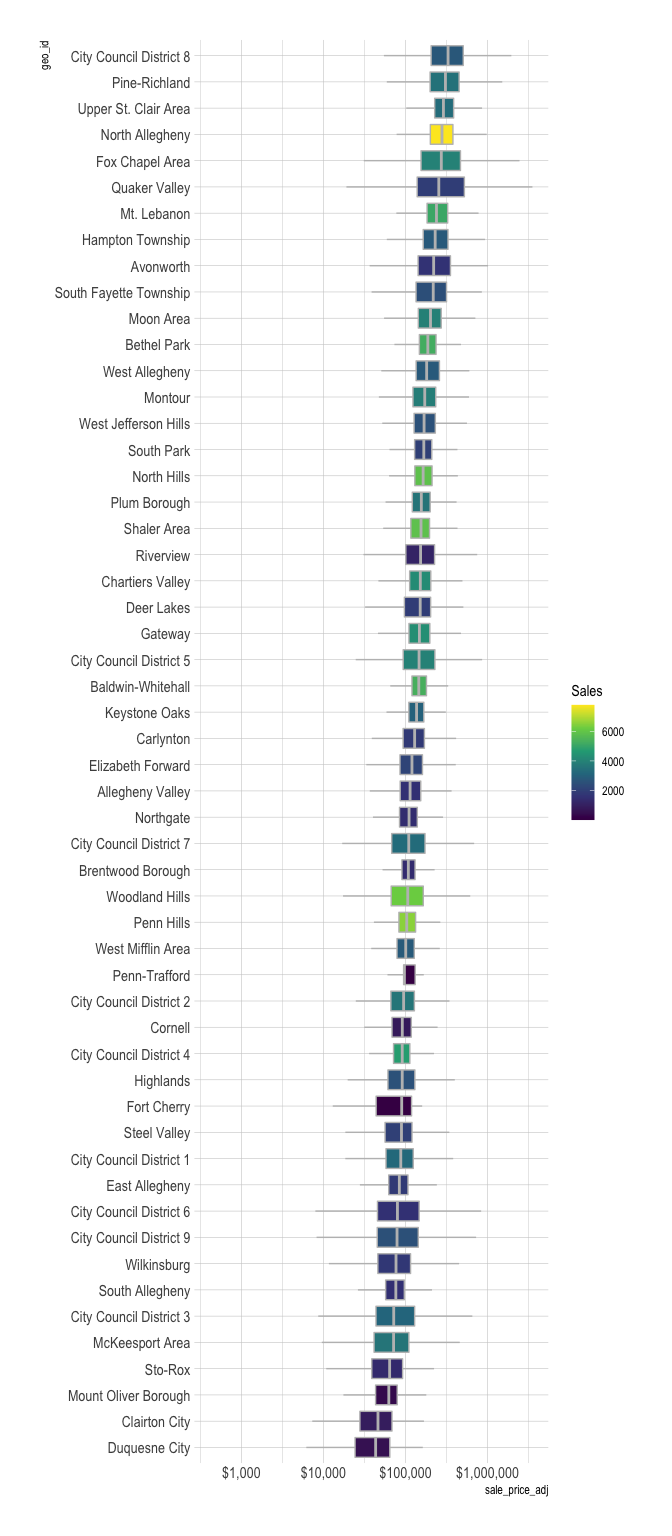 geo_id
City Council District 8
Pine-Richland
Upper St. Clair Area
North Allegheny
Fox Chapel Area
Quaker Valley
Mt. Lebanon
Hampton Township
Avonworth
South Fayette Township
Moon Area
Bethel Park
West Allegheny
Montour
West Jefferson Hills
South Park
North Hills
Plum Borough
Shaler Area
Riverview
Chartiers Valley
Deer Lakes
Gateway
City Council District 5
Baldwin-Whitehall
Keystone Oaks
Carlynton
Elizabeth Forward
Allegheny Valley
Northgate
City Council District 7
Brentwood Borough
Woodland Hills
Penn Hills
West Mifflin Area
Penn-Trafford
City Council District 2
Cornell
City Council District 4
Highlands
Fort Cherry
Steel Valley
City Council District 1
East Allegheny
City Council District 6
City Council District 9
Wilkinsburg
South Allegheny
City Council District 3
McKeesport Area
Sto-Rox
Mount Oliver Borough
Clairton City
Duquesne City
$1,000 $10,000 $100,000 $1,000,000
sale_price_adj
Sales
6000
4000
2000